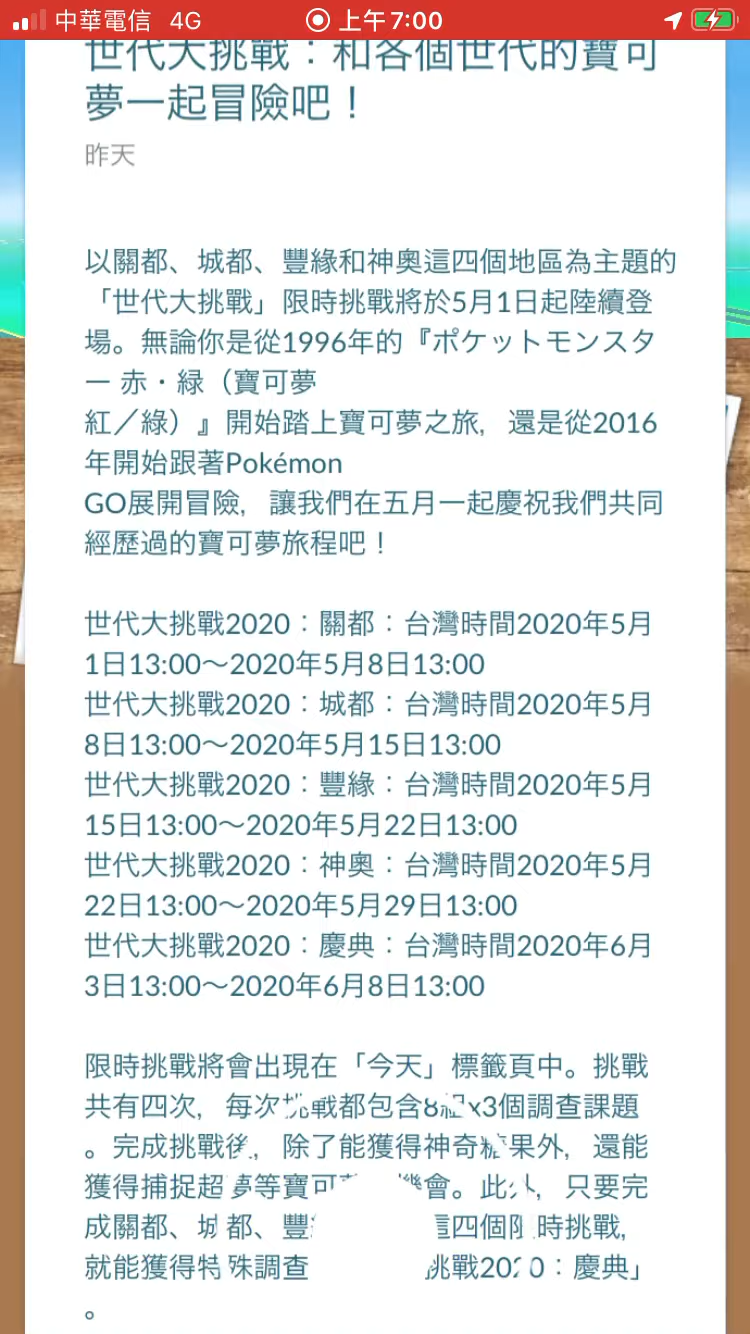 中華電信 4G 上午7:00
世代大挑戰：和各個世代的寶可
夢一起冒險吧！
昨天
以關都、城都、豐緣和神奧這四個地區為主題的
「世代大挑戰」限時挑戰將於5月1日起陸續登
場。無論你是從1996年的『ポケットモンスタ
ー 赤・緑（寶可夢
紅／綠）』開始踏上寶可夢之旅，還是從2016
年開始跟著Pokémon
GO展開冒險，讓我們在五月一起慶祝我們共同
經歷過的寶可夢旅程吧！
世代大挑戰2020：關都：台灣時間2020年5月
1日13:00～2020年5月8日13:00
世代大挑戰2020：城都：台灣時間2020年5月
8日13:00～2020年5月15日13:00
世代大挑戰2020：豐緣：台灣時間2020年5月
15日13:00～2020年5月22日13:00
世代大挑戰2020：神奧：台灣時間2020年5月
22日13:00～2020年5月29日13:00
世代大挑戰2020：慶典：台灣時間2020年6月
3日13:00～2020年6月8日13:00
限時挑戰將會出現在「今天」標籤頁中。挑戰
共有四次，每次挑戰都包含8組x3個調查課題
。完成挑戰後，除了能獲得神奇糖果外，還能
獲得捕捉超夢等寶可 機會。此外，只要完
成關都、城都、豐 這四個限時挑戰，
就能獲得特殊調查 挑戰2020：慶典」
。